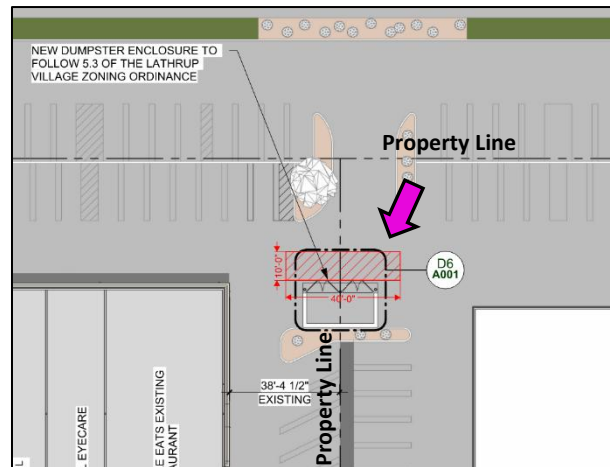 NEW DUMPSTER ENCLOSURE TO
FOLLOW 5.3 OF THE LATHRUP
VILLAGE ZONING ORDINANCE
Property Line
D6
A001
10'-0"
40'-0"
38'-4 1/2"
EXISTING
Property Line
EYECARE
EATS EXISTING